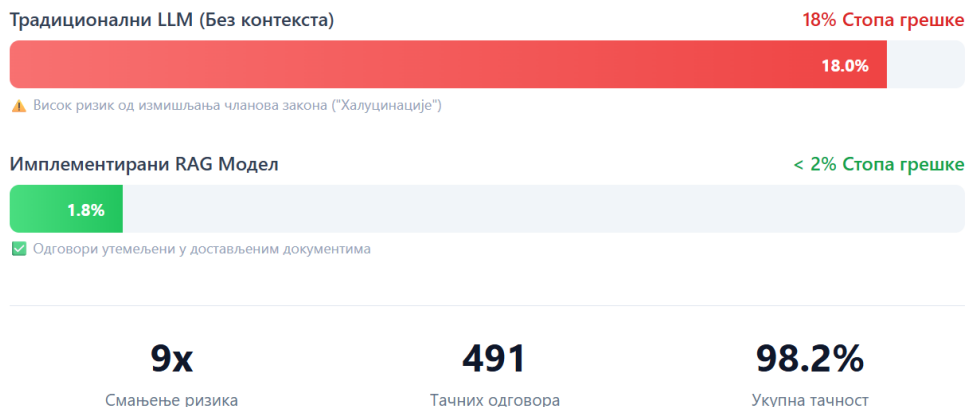 Традиционални LLM (Без контекста) 18% Стопа грешке
18.0%
⚠️ Висок ризик од измишљања чланова закона ("Халуцинације")
Имплементирани RAG Модел < 2% Стопа грешке
1.8%
✅ Одговори утемељени у достављеним документима
9x 491 98.2%
Смањење ризика Тачних одговора Укупна тачност